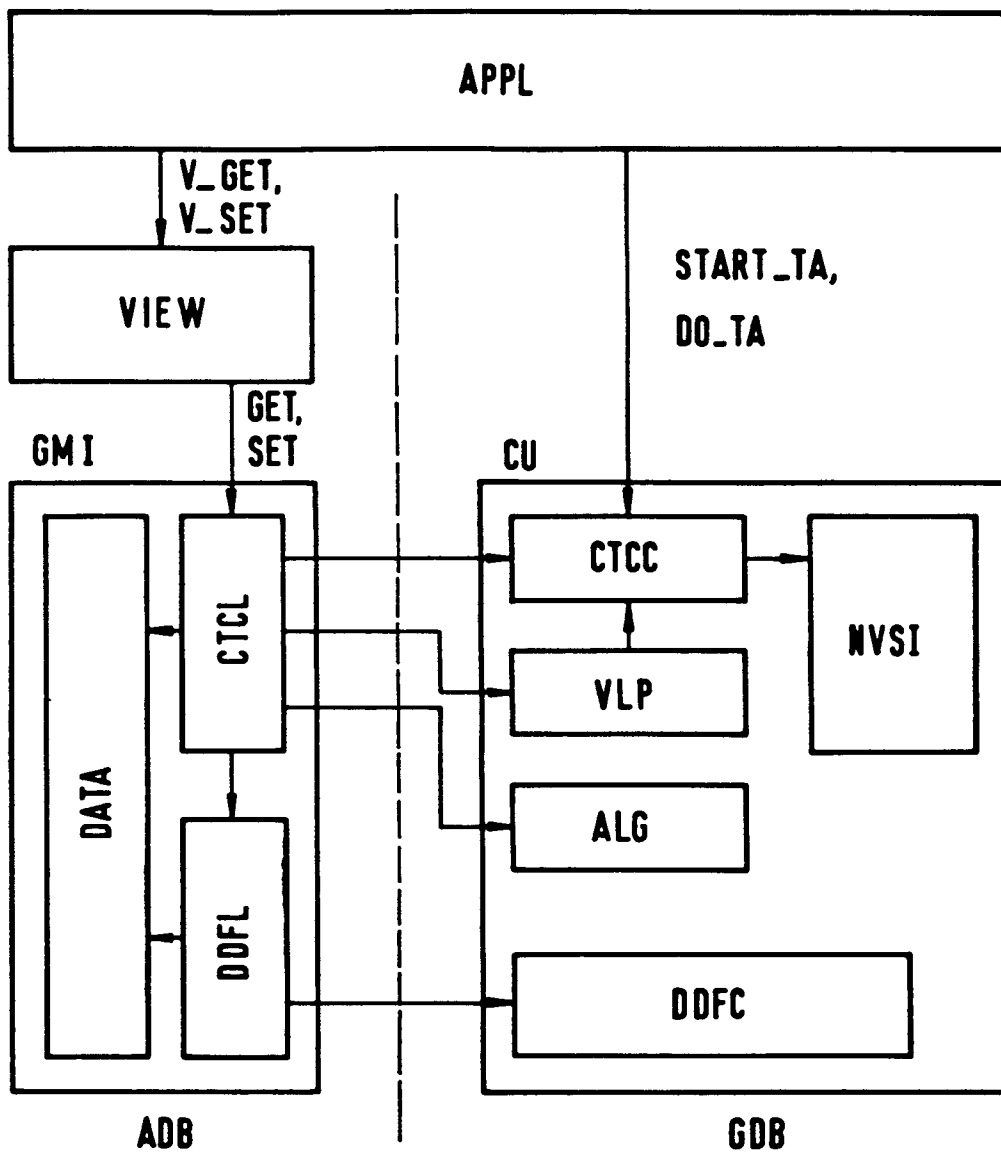 APPL
V_GET,
V_SET
START_TA,
DO_TA
VIEW
GET,
SET
GMI
CU
CTCL
CTCC
NVSI
VLP
DATA
ALG
DDFL
DDFC
ADB
GDB